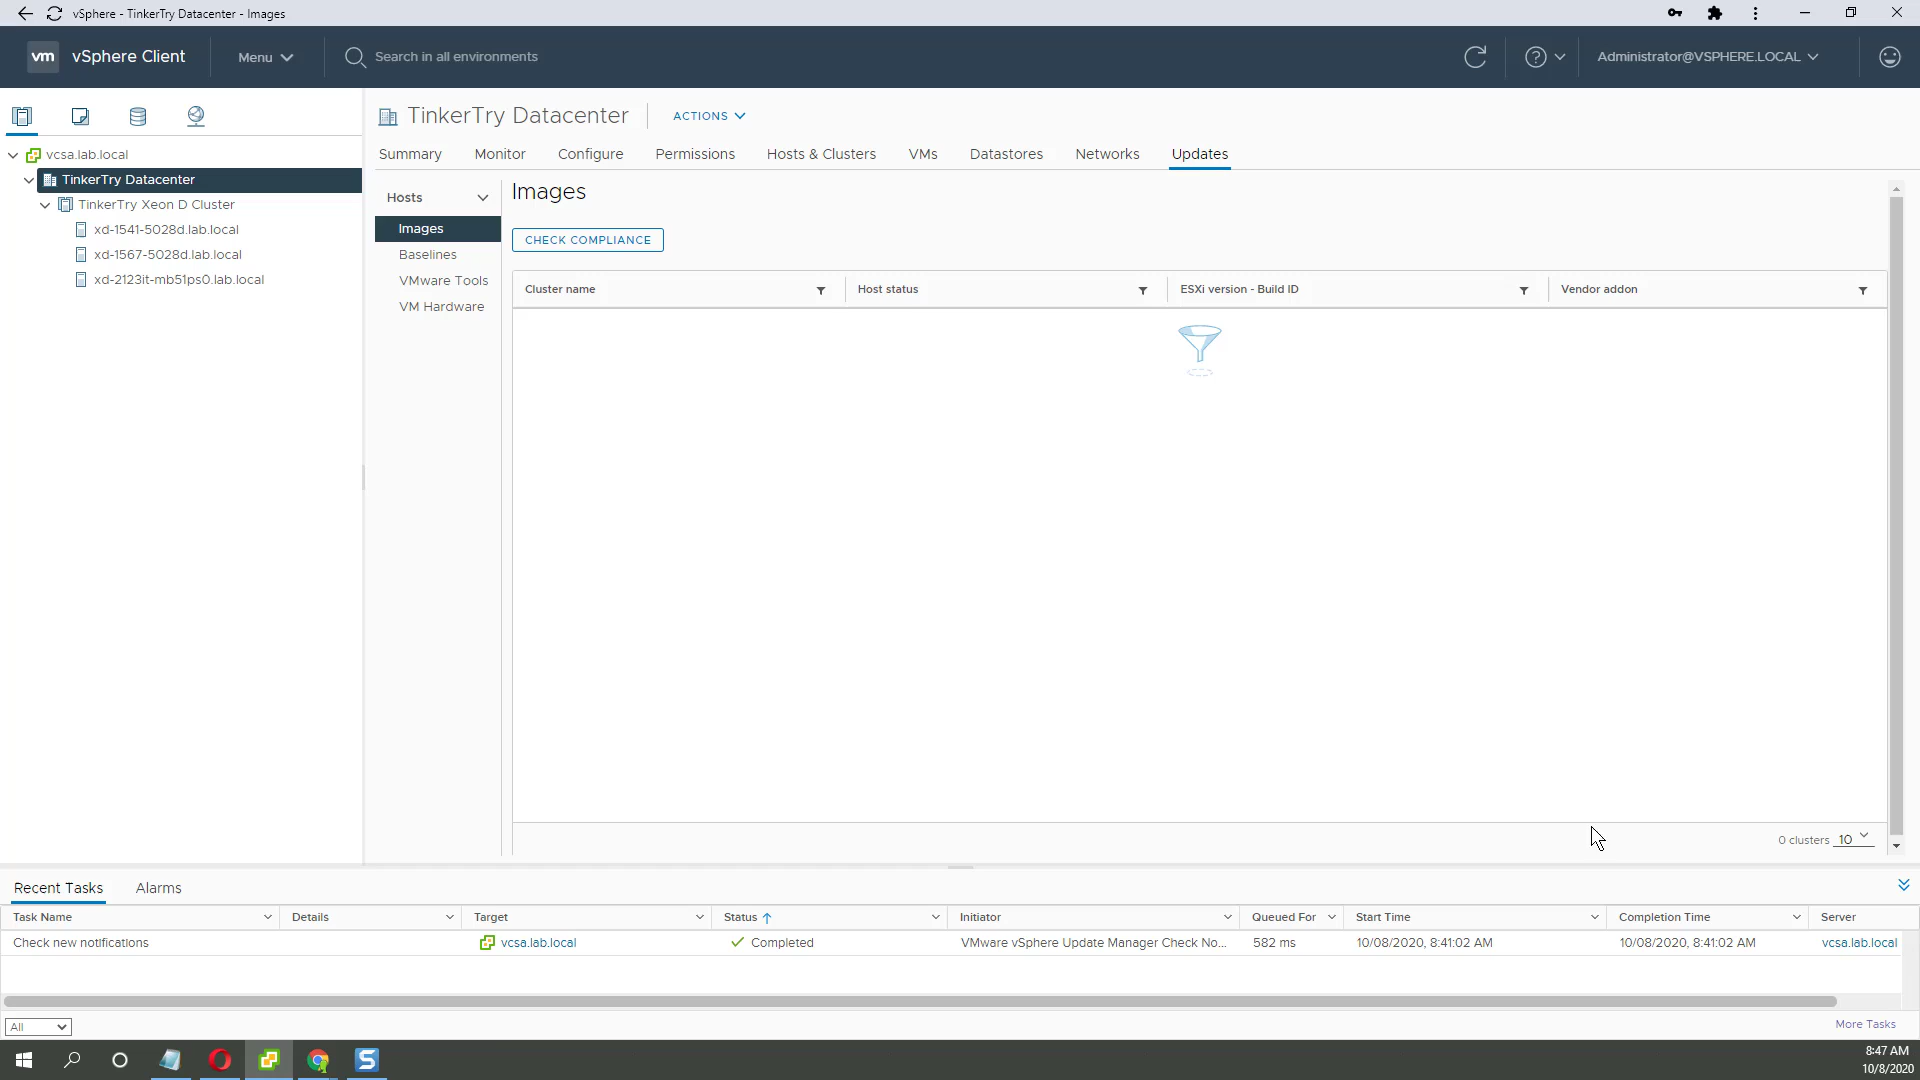 vSphere - TinkerTry Datacenter - Images
vm vSphere Client Menu Search in all environments Administrator@VSPHERE.LOCAL
TinkerTry Datacenter ACTIONS
Summary Monitor Configure Permissions Hosts & Clusters VMs Datastores Networks Updates
vcsa.lab.local
TinkerTry Datacenter
TinkerTry Xeon D Cluster
xd-1541-5028d.lab.local
xd-1567-5028d.lab.local
xd-2123it-mb51ps0.lab.local
Hosts
Images
Baselines
VMware Tools
VM Hardware
Images
CHECK COMPLIANCE
Cluster name Host status ESXi version - Build ID Vendor addon
0 clusters 10
Recent Tasks Alarms
Task Name Details Target Status Initiator Queued For Start Time Completion Time Server
Check new notifications vcsa.lab.local Completed VMware vSphere Update Manager Check No... 582 ms 10/08/2020, 8:41:02 AM 10/08/2020, 8:41:02 AM vcsa.lab.local
All More Tasks
8:47 AM
10/8/2020